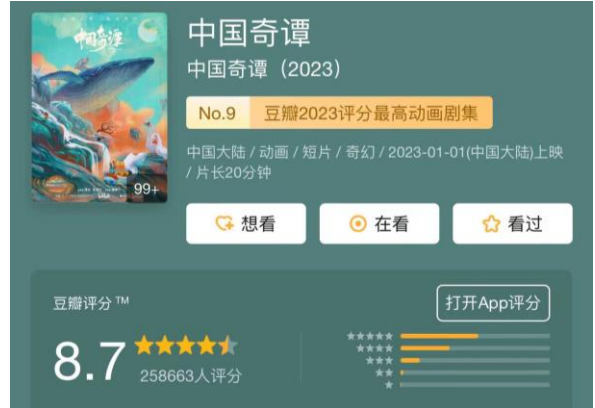 中国奇谭
中国奇谭
中国奇谭（2023）
No.9 豆瓣2023评分最高动画剧集
中国大陆 / 动画 / 短片 / 奇幻 / 2023-01-01(中国大陆)上映
/ 片长20分钟
99+
想看 在看 看过
豆瓣评分™
打开App评分
8.7
258663人评分